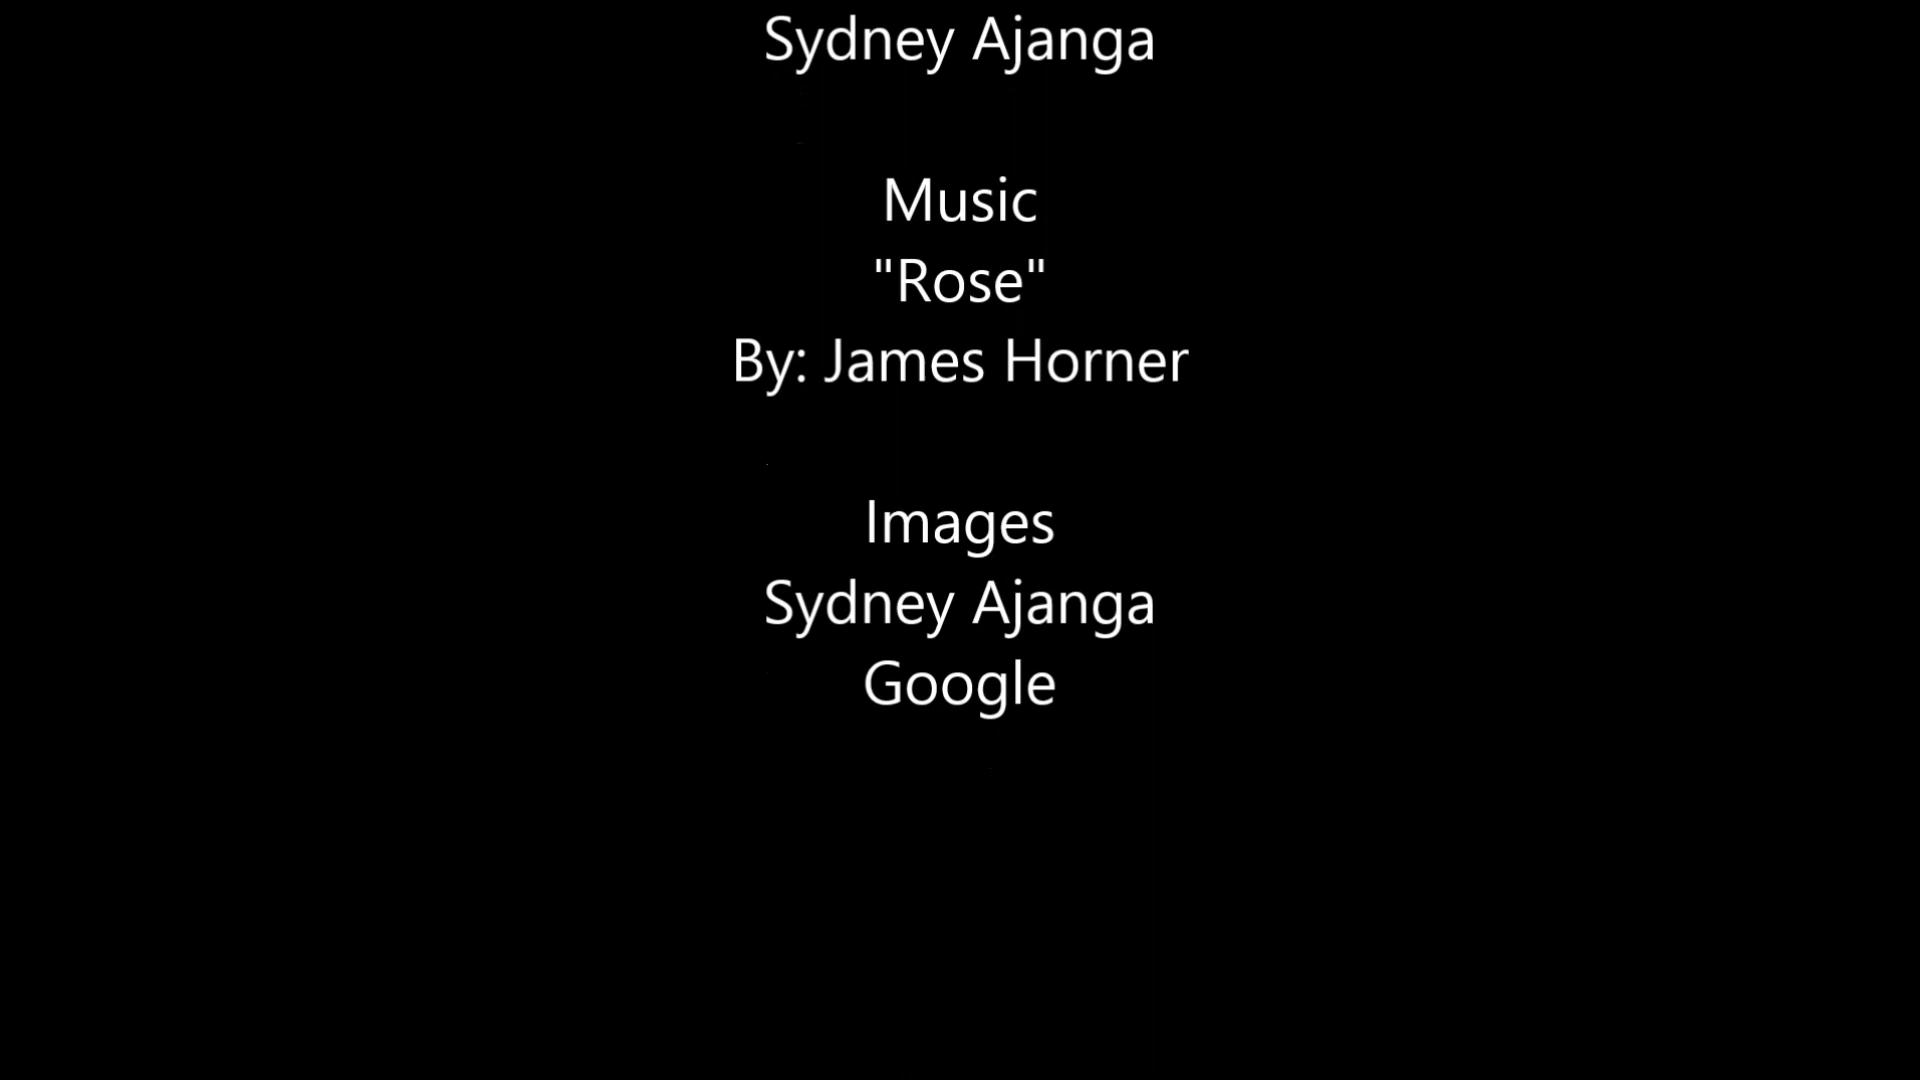 Sydney Ajanga
Music
"Rose"
By: James Horner
Images
Sydney Ajanga
Google